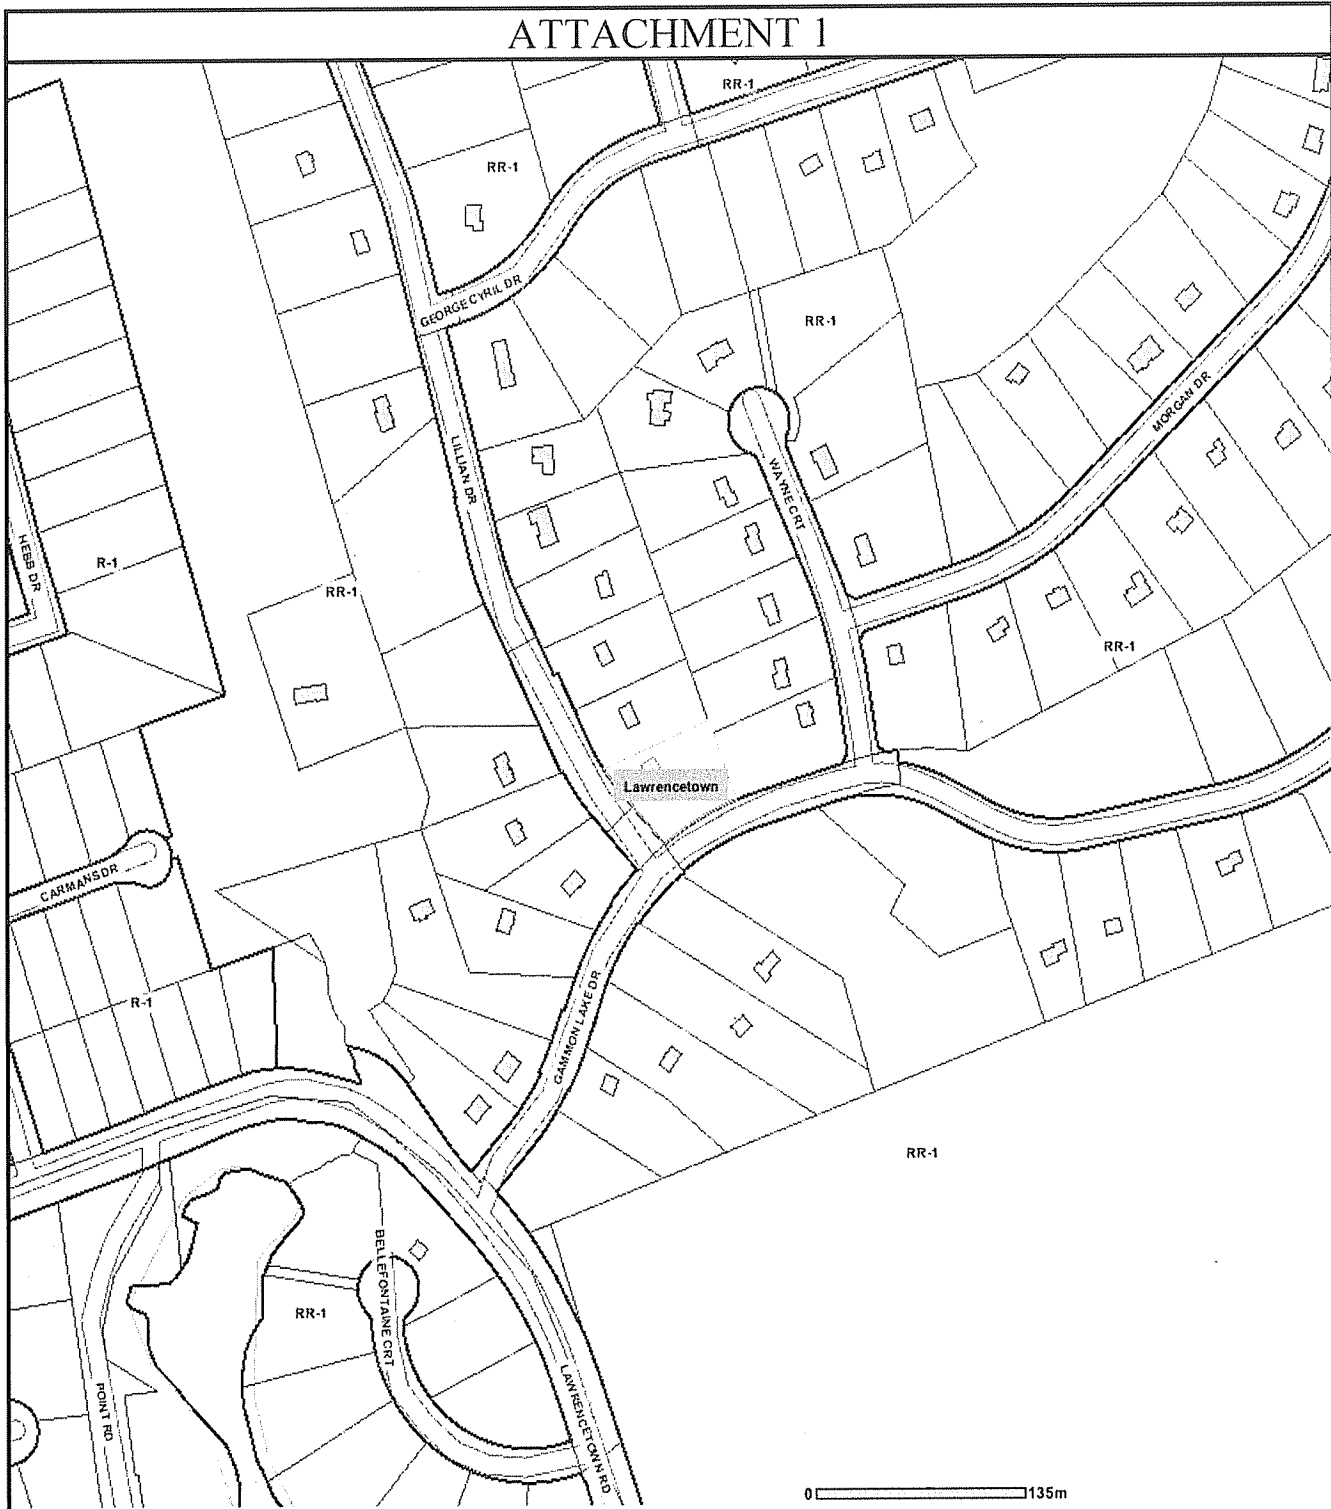 ATTACHMENT 1
RR-1
RR-1
GEORGE CYRIL DR
RR-1
MORGAN DR
LILLIAN DR
WAYNE CRT
HEBB DR
R-1
RR-1
RR-1
Lawrencetown
CARMANS DR
R-1
GAMMON LAKE DR
RR-1
BELLEFONTAINE CRT
RR-1
POINT RD
LAWRENCETOWN RD
0 135m